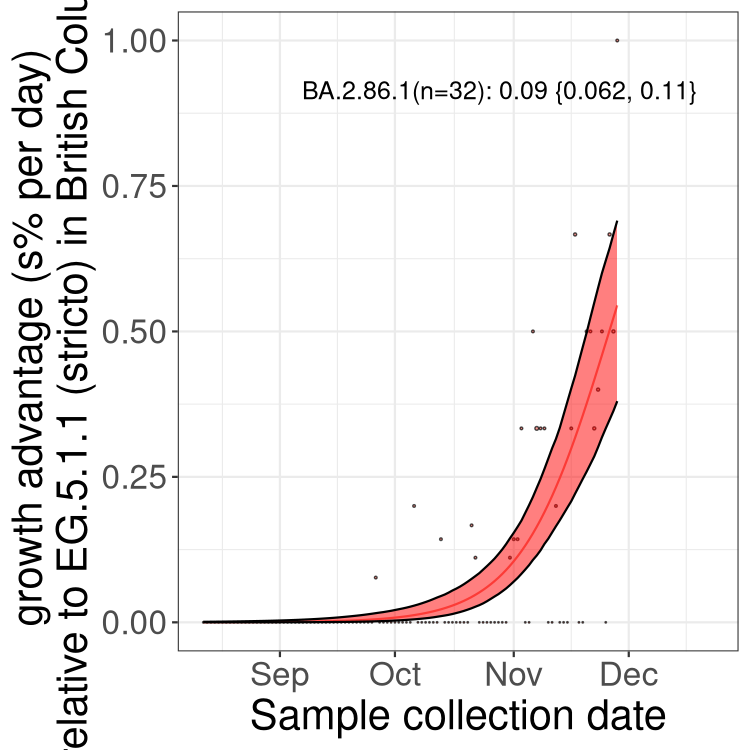 growth advantage (s% per day)
relative to EG.5.1.1 (stricto) in British Colu
1.00
0.75
0.50
0.25
0.00
BA.2.86.1(n=32): 0.09 {0.062, 0.11}
Sep Oct Nov Dec
Sample collection date